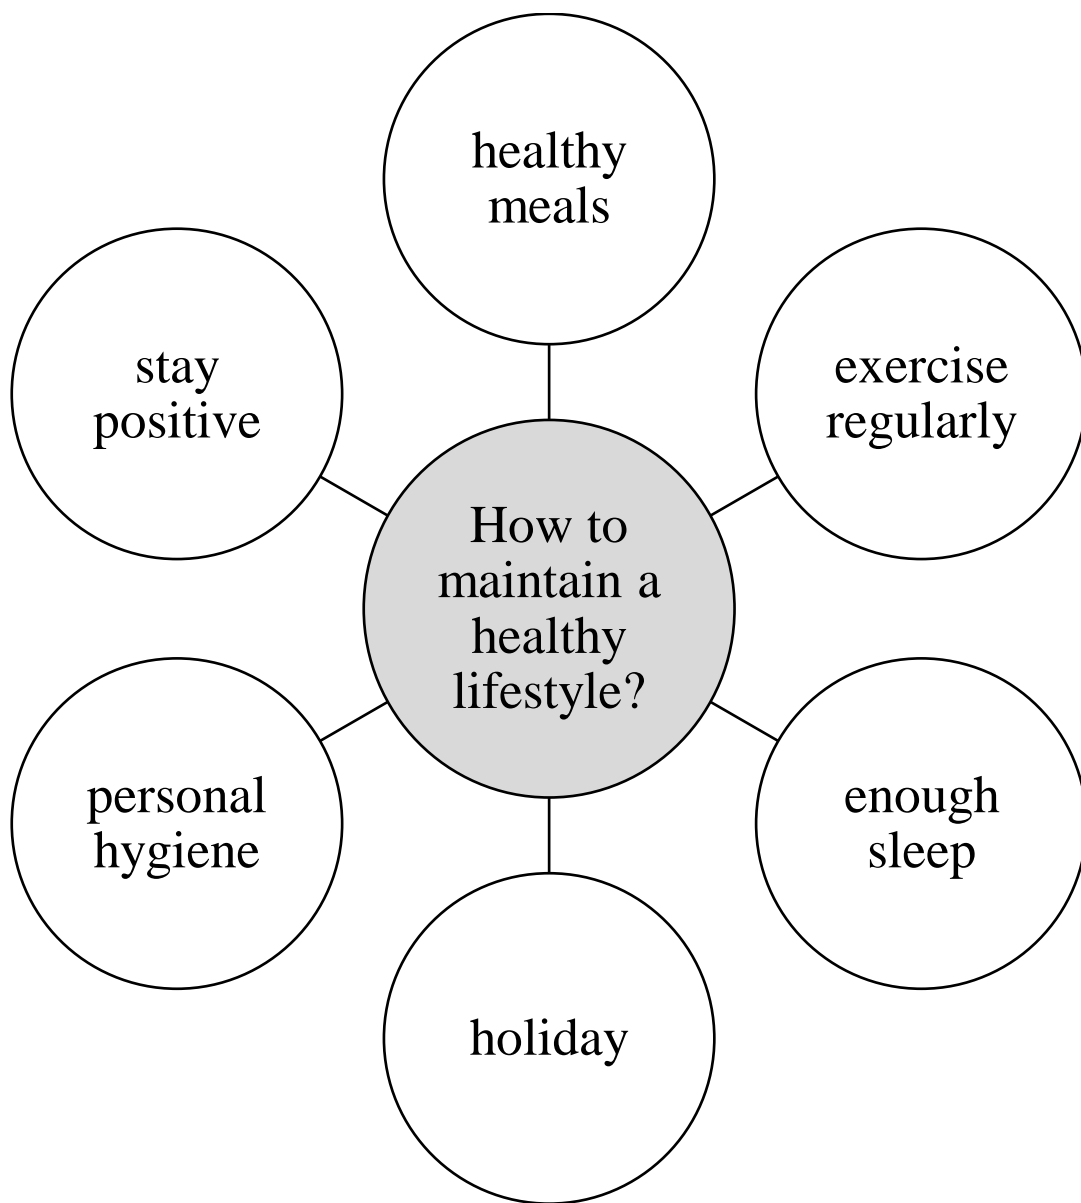 healthy
meals
exercise
regularly
enough
sleep
holiday
personal
hygiene
stay
positive
How to
maintain a
healthy
lifestyle?